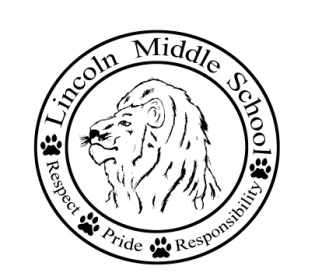 Lincoln Middle School
Respect
Pride
Responsibility